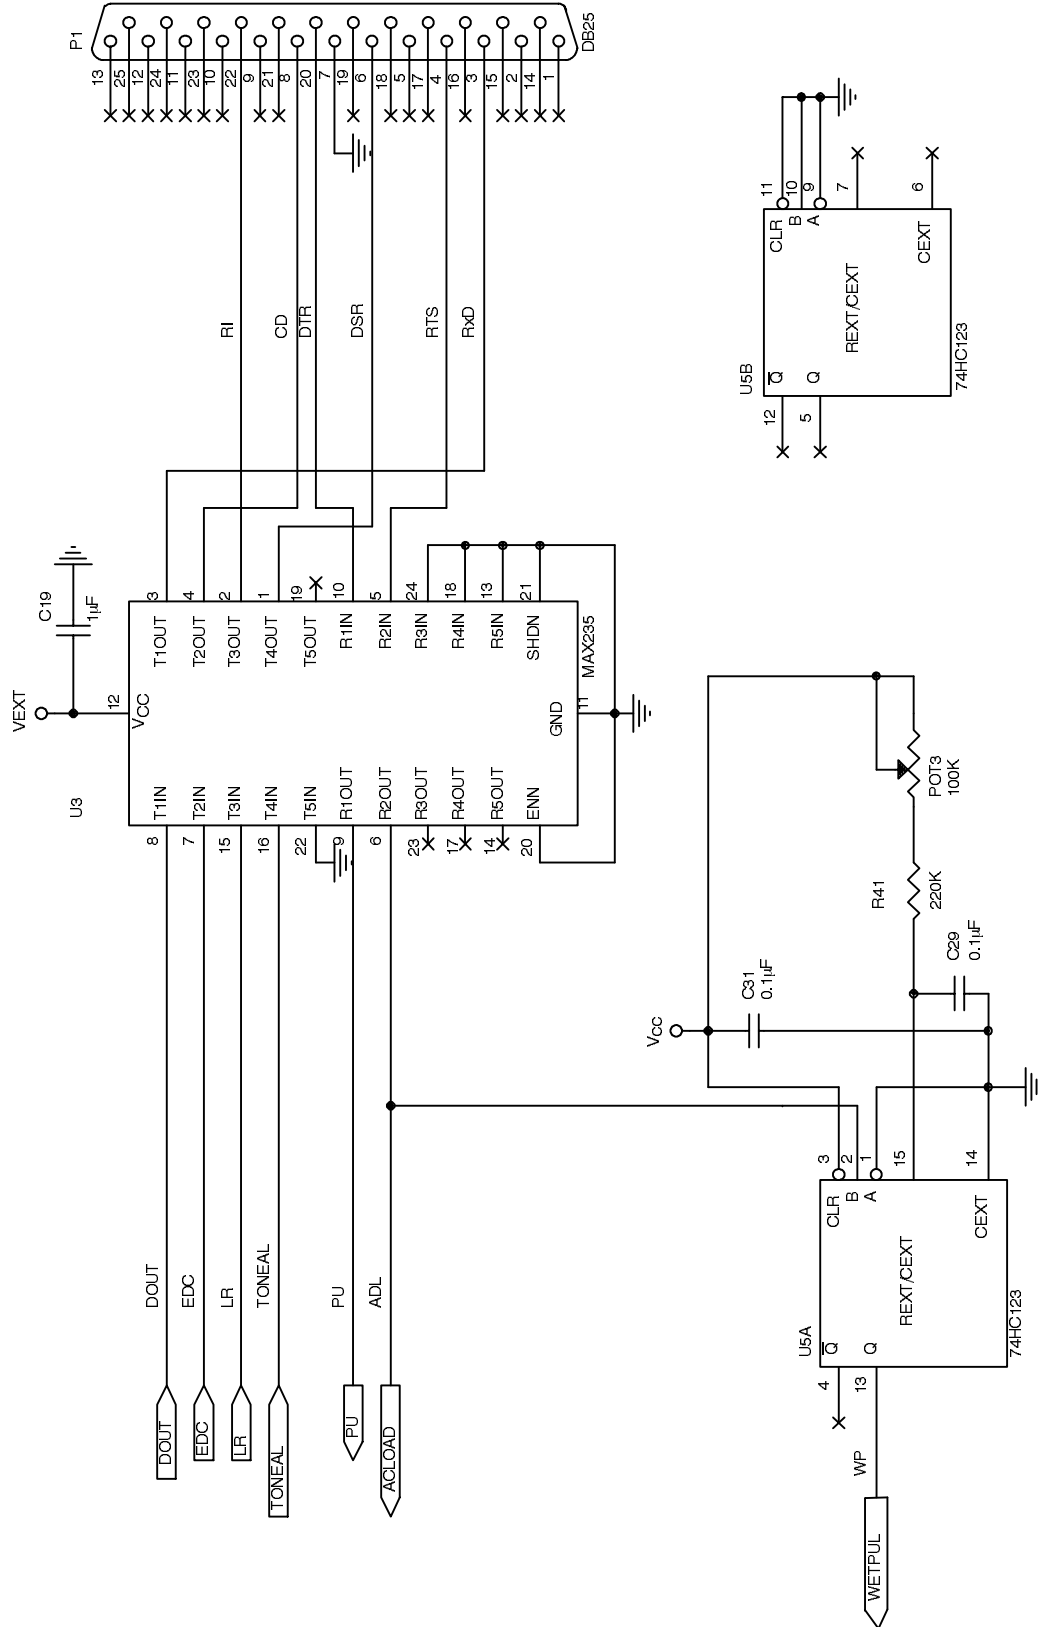 P1
DB25
13
25
12
24
11
23
10
22
9
21
8
20
7
19
6
18
5
17
4
16
3
15
2
14
1
RI
CD
DTR
DSR
RTS
RxD
11
10
9
7
6
CLR
B
A
CEXT
REXT/CEXT
U5B
Q
Q
74HC123
12
5
C19
1µF
VEXT
12
3
4
2
1
19
10
5
24
18
13
21
T1OUT
T2OUT
T3OUT
T4OUT
T5OUT
R1IN
R2IN
R3IN
R4IN
R5IN
SHDN
MAX235
VCC
GND
11
U3
T1IN
T2IN
T3IN
T4IN
T5IN
R1OUT
R2OUT
R3OUT
R4OUT
R5OUT
ENN
8
7
15
16
22
9
6
23
17
14
20
POT3
100K
R41
220K
C29
0.1µF
C31
0.1µF
VCC
3
2
1
15
14
CLR
B
A
CEXT
REXT/CEXT
U5A
Q
Q
74HC123
4
13
WP
WETPUL
DOUT
EDC
LR
TONEAL
PU
ADL
DOUT
EDC
LR
TONEAL
PU
ACLOAD